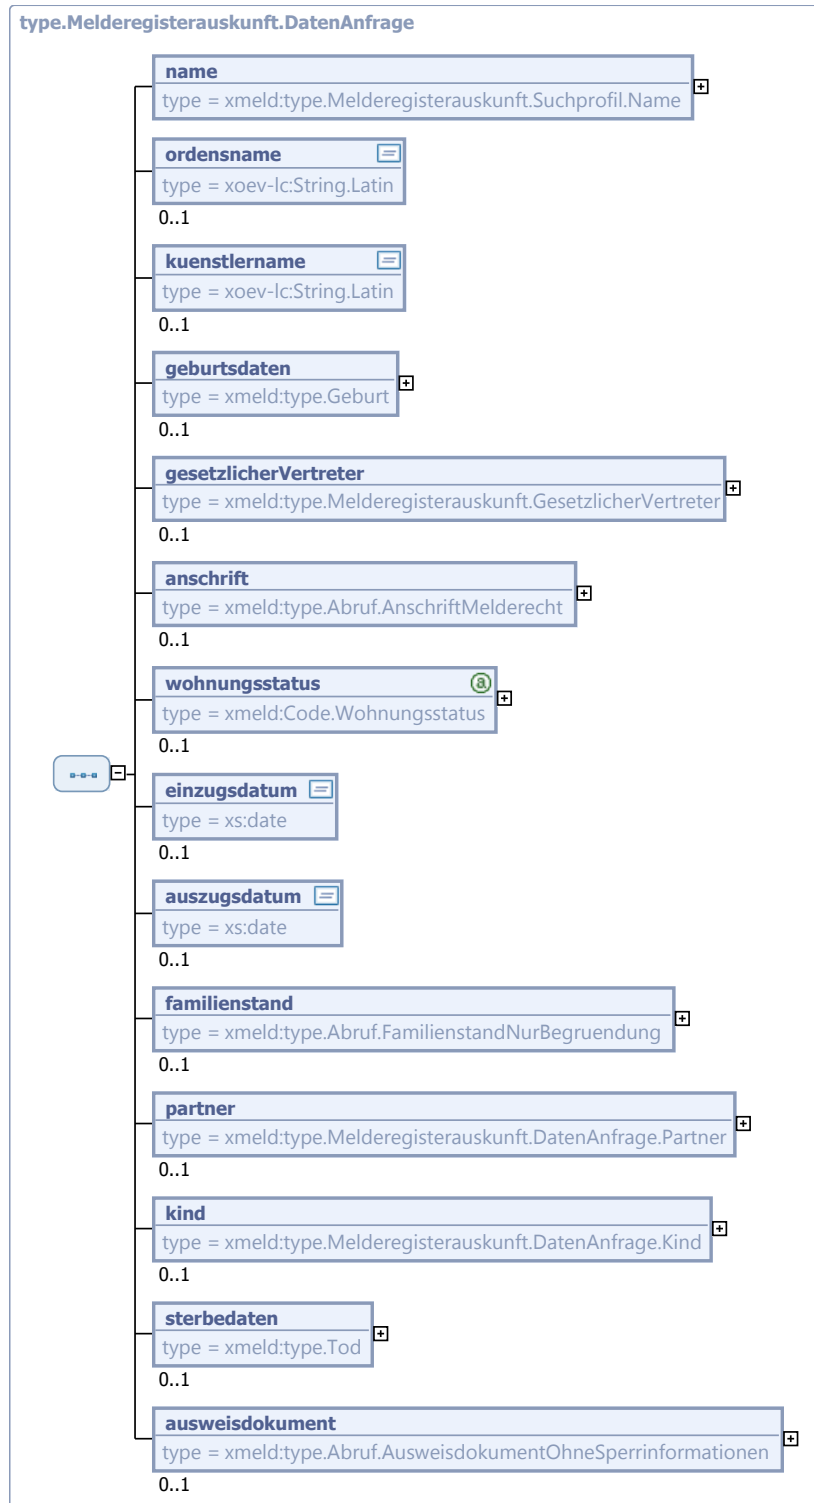 type.Melderegisterauskunft.DatenAnfrage
name
type = xmeld:type.Melderegisterauskunft.Suchprofil.Name
ordensname
type = xoev-lc:String.Latin
0..1
kuenstlername
type = xoev-lc:String.Latin
0..1
geburtsdaten
type = xmeld:type.Geburt
0..1
gesetzlicherVertreter
type = xmeld:type.Melderegisterauskunft.GesetzlicherVertreter
0..1
anschrift
type = xmeld:type.Abruf.AnschriftMelderecht
0..1
wohnungsstatus a
type = xmeld:Code.Wohnungsstatus
0..1
einzugsdatum
type = xs:date
0..1
auszugsdatum
type = xs:date
0..1
familienstand
type = xmeld:type.Abruf.FamilienstandNurBegruendung
0..1
partner
type = xmeld:type.Melderegisterauskunft.DatenAnfrage.Partner
0..1
kind
type = xmeld:type.Melderegisterauskunft.DatenAnfrage.Kind
0..1
sterbedaten
type = xmeld:type.Tod
0..1
ausweisdokument
type = xmeld:type.Abruf.AusweisdokumentOhneSperrinformationen
0..1